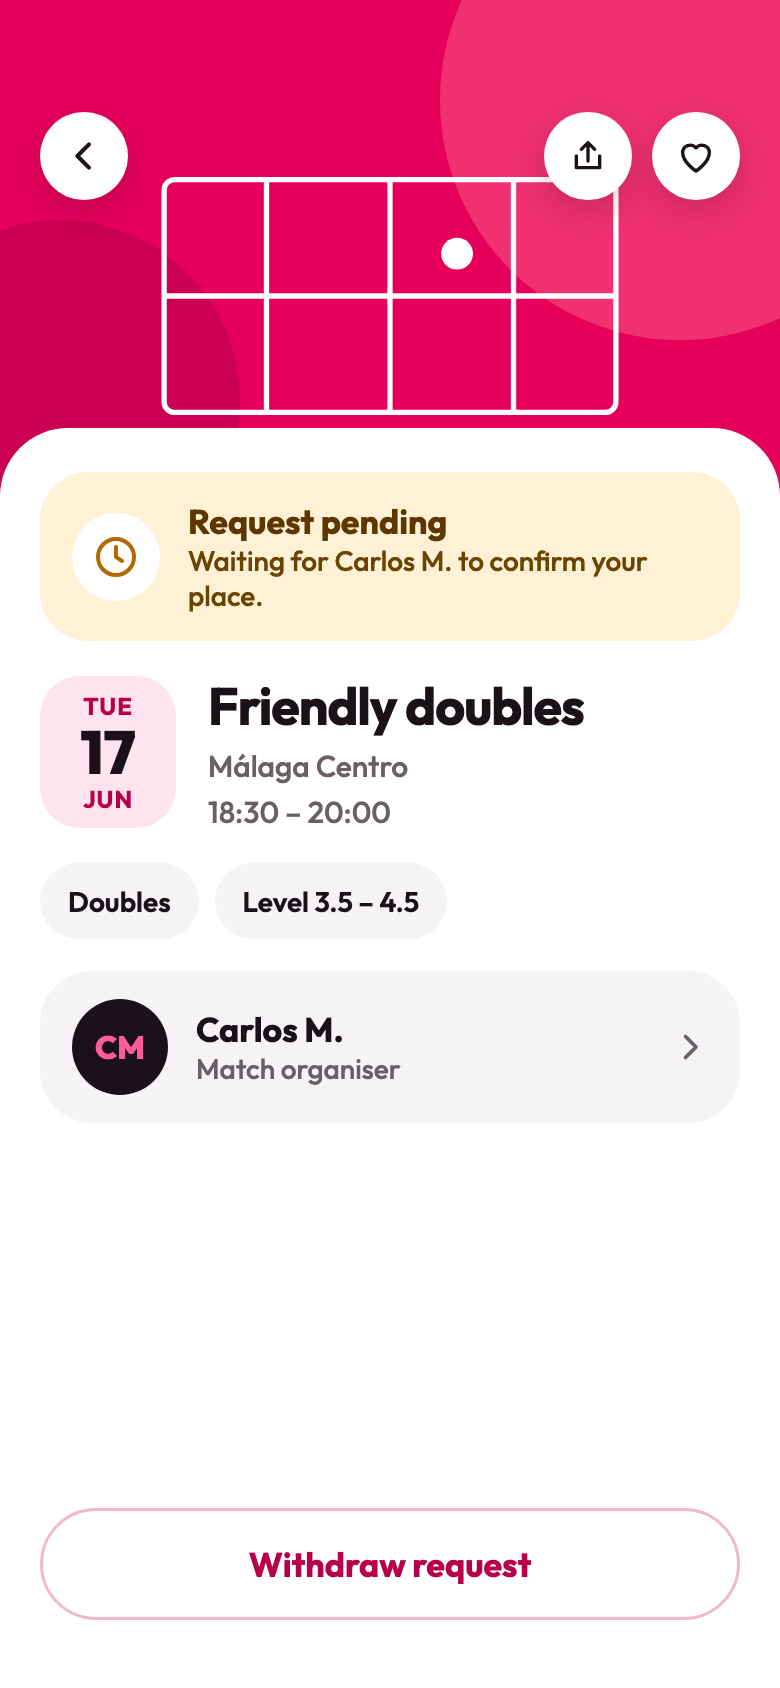 Request pending
Waiting for Carlos M. to confirm your
place.
TUE
17
JUN
Friendly doubles
Málaga Centro
18:30 – 20:00
Doubles
Level 3.5 – 4.5
CM
Carlos M.
Match organiser
Withdraw request